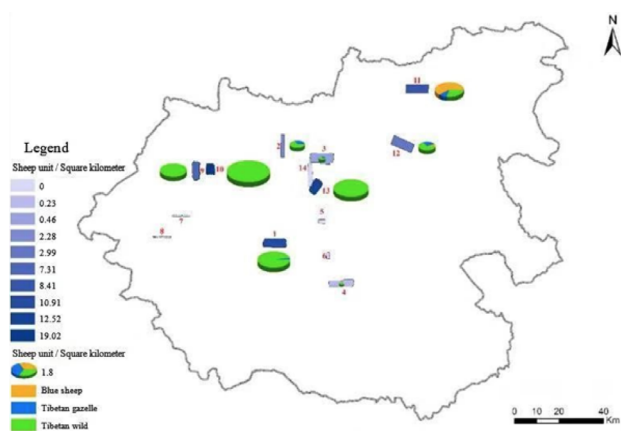 N
11
2
3
12
9
10
14
13
5
7
8
1
6
4
Legend
Sheep unit / Square kilometer
0
0.23
0.46
2.28
2.99
7.31
8.41
10.91
12.52
19.02
Sheep unit / Square kilometer
1.8
Blue sheep
Tibetan gazelle
Tibetan wild
0 10 20 40
Km